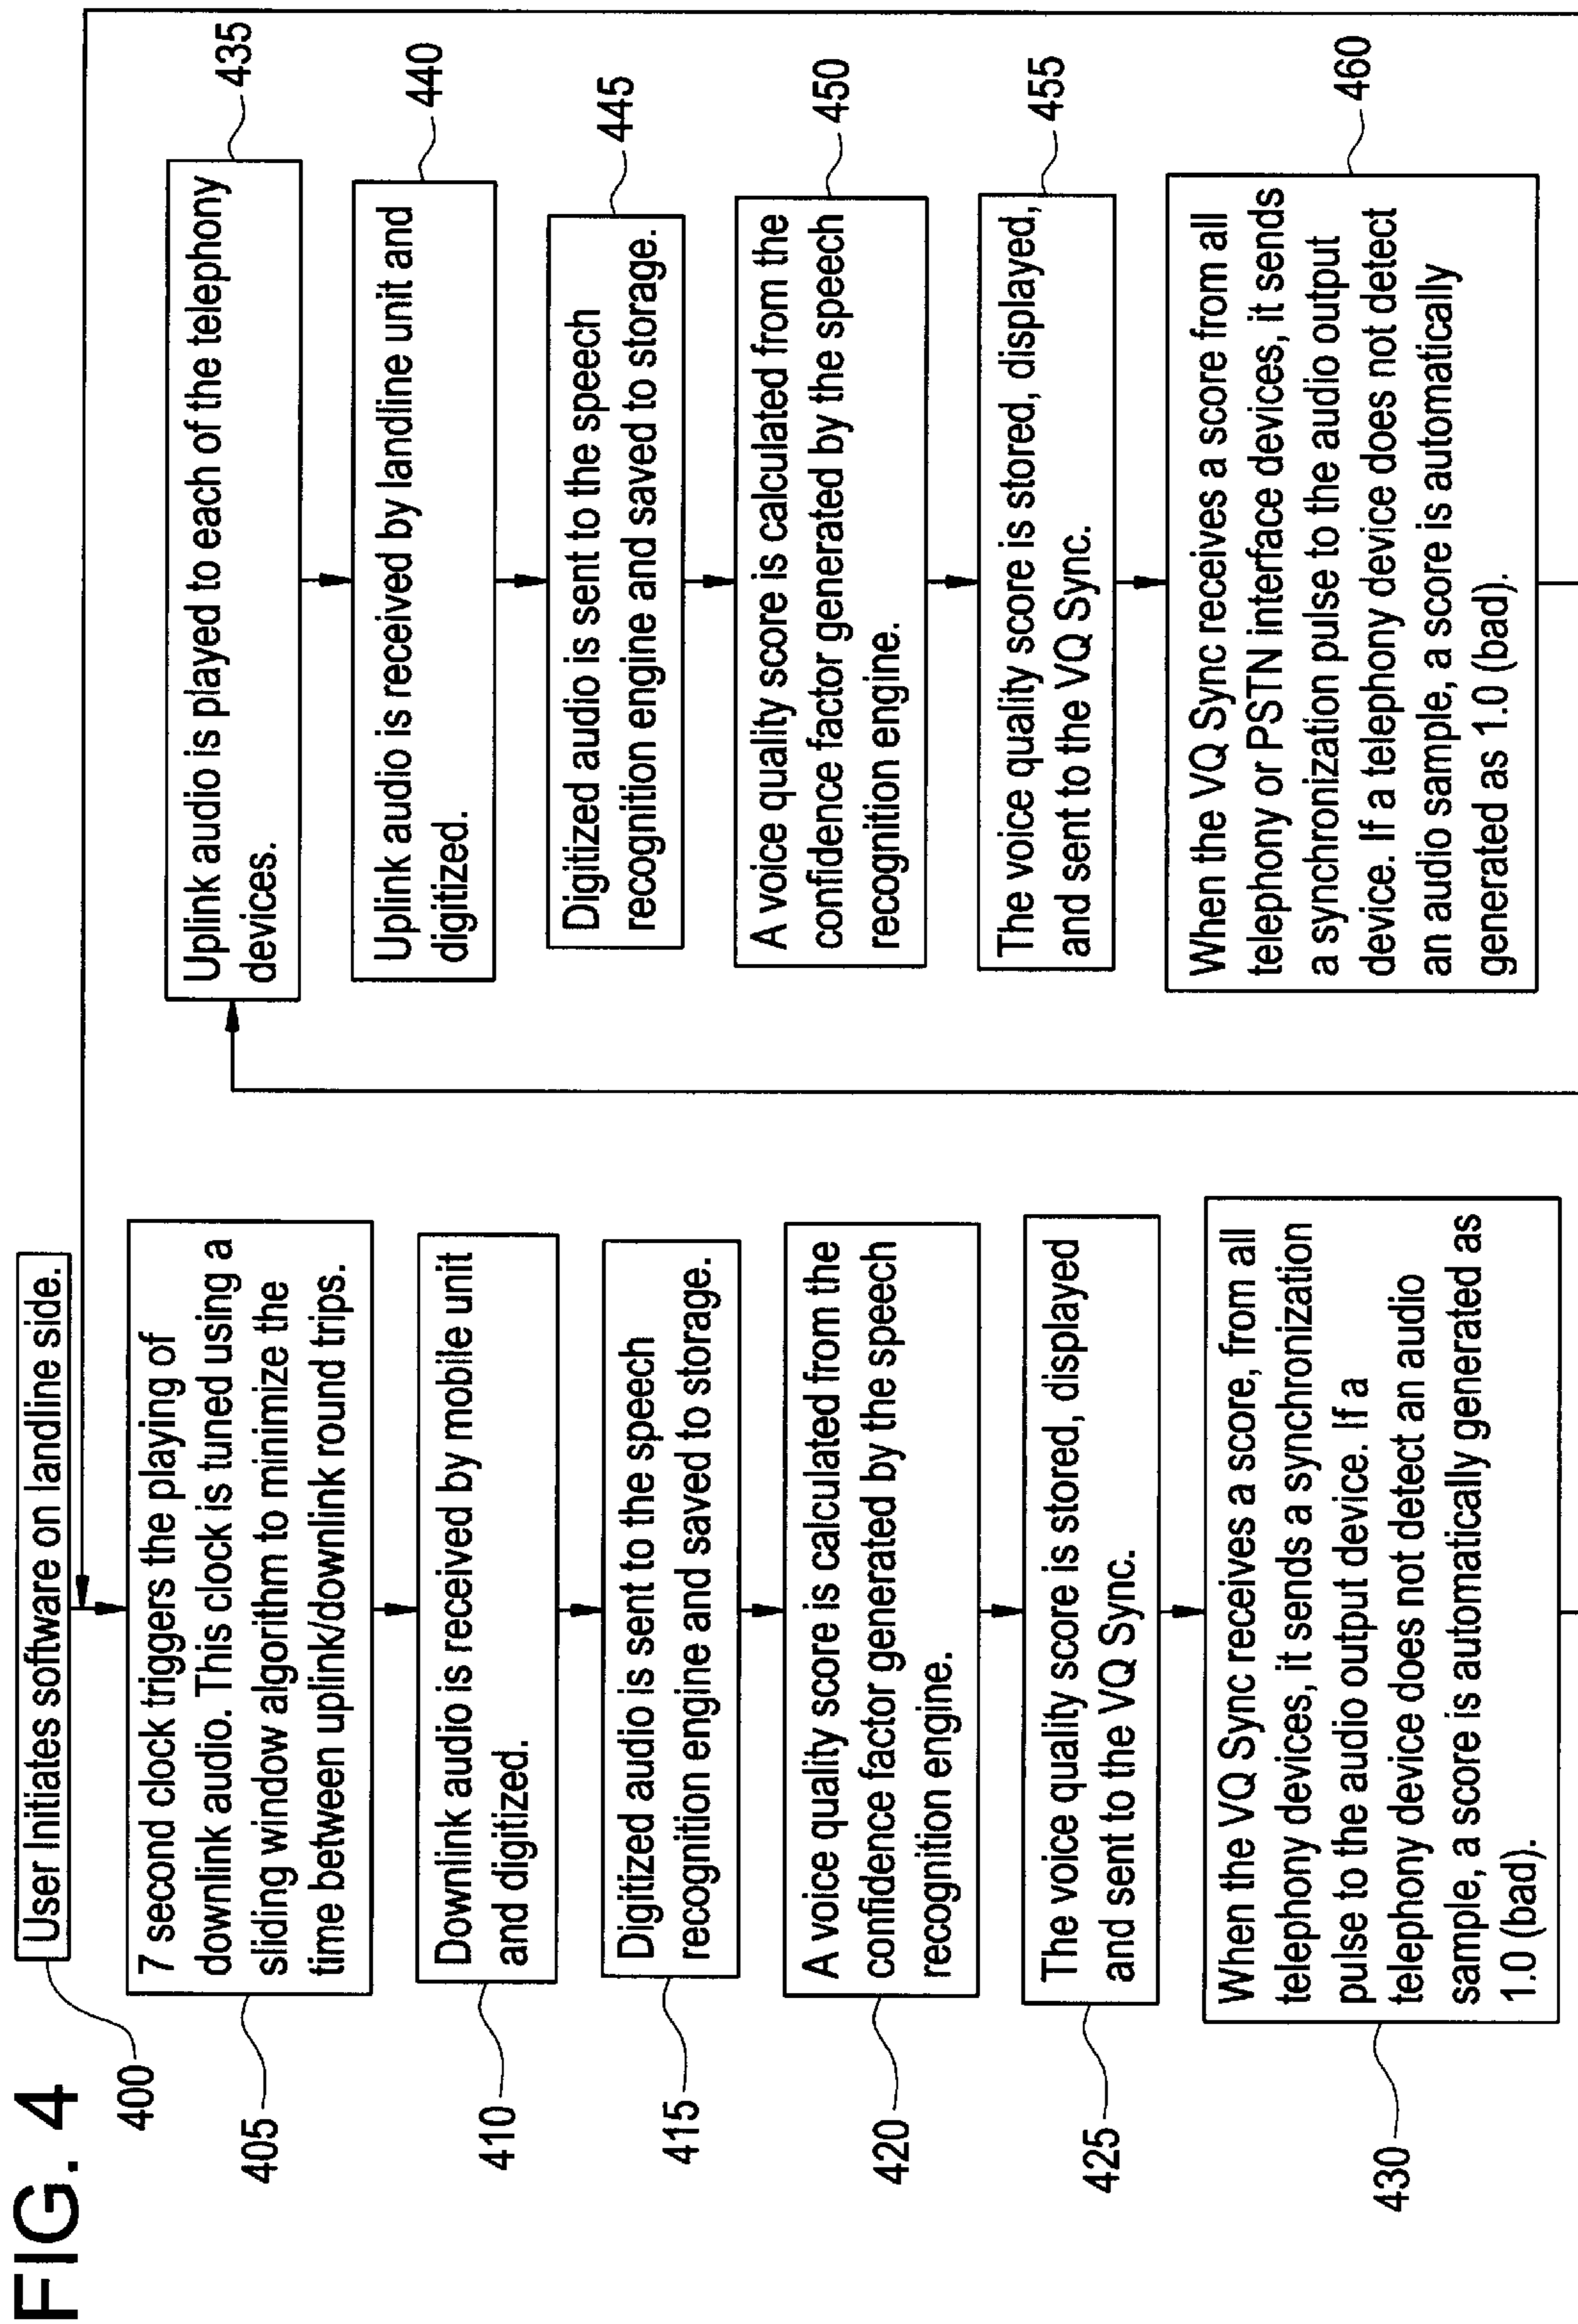 FIG. 4
400
User Initiates software on landline side.
405
7 second clock triggers the playing of
downlink audio. This clock is tuned using a
sliding window algorithm to minimize the
time between uplink/downlink round trips.
410
Downlink audio is received by mobile unit
and digitized.
415
Digitized audio is sent to the speech
recognition engine and saved to storage.
420
A voice quality score is calculated from the
confidence factor generated by the speech
recognition engine.
425
The voice quality score is stored, displayed
and sent to the VQ Sync.
430
When the VQ Sync receives a score, from all
telephony devices, it sends a synchronization
pulse to the audio output device. If a
telephony device does not detect an audio
sample, a score is automatically generated as
1.0 (bad).
435
Uplink audio is played to each of the telephony
devices.
440
Uplink audio is received by landline unit and
digitized.
445
Digitized audio is sent to the speech
recognition engine and saved to storage.
450
A voice quality score is calculated from the
confidence factor generated by the speech
recognition engine.
455
The voice quality score is stored, displayed,
and sent to the VQ Sync.
460
When the VQ Sync receives a score from all
telephony or PSTN interface devices, it sends
a synchronization pulse to the audio output
device. If a telephony device does not detect
an audio sample, a score is automatically
generated as 1.0 (bad).